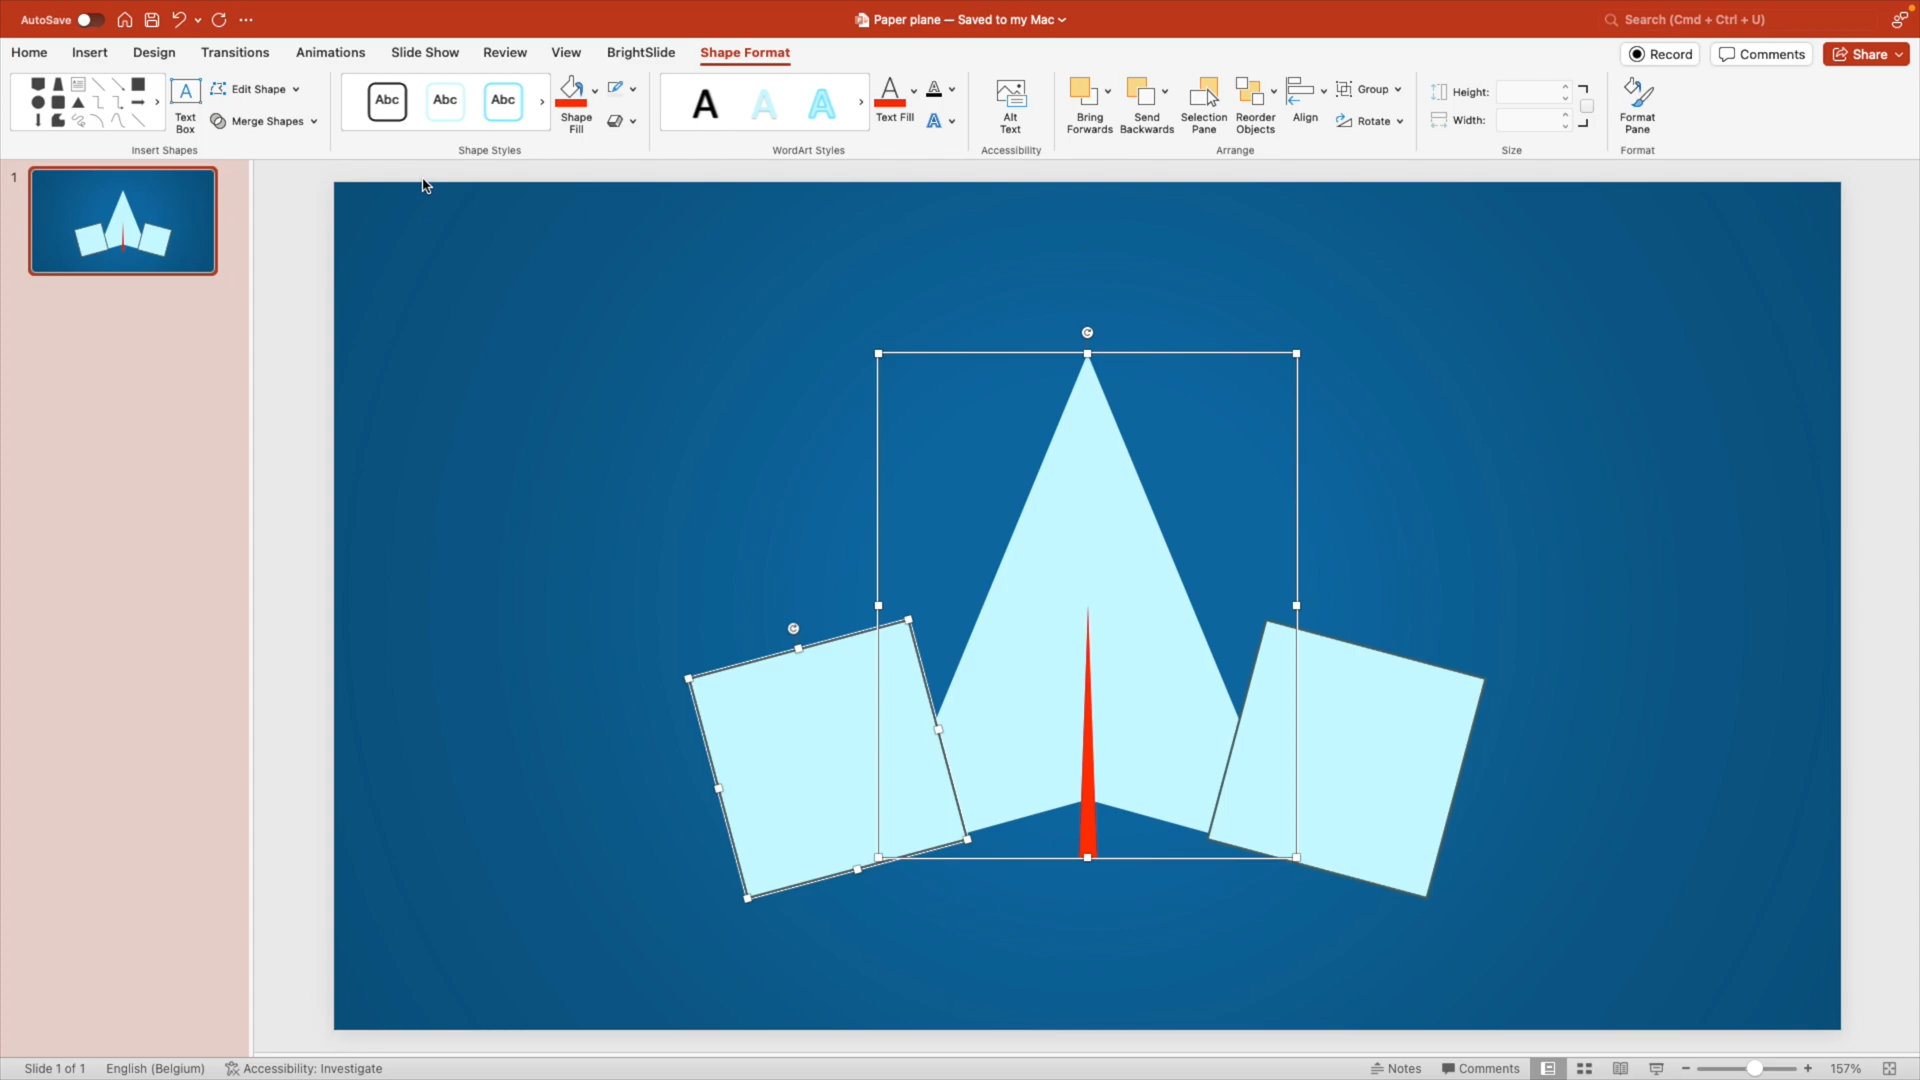 AutoSave
Paper plane — Saved to my Mac
Search (Cmd + Ctrl + U)
Home Insert Design Transitions Animations Slide Show Review View BrightSlide Shape Format
Record Comments Share
Text Box
Edit Shape
Merge Shapes
Insert Shapes
Abc Abc Abc
Shape Fill
Shape Styles
A A A
Text Fill
WordArt Styles
Alt Text
Accessibility
Bring Forwards
Send Backwards
Selection Pane
Reorder Objects
Align
Group
Rotate
Arrange
Height:
Width:
Size
Format Pane
Format
1
Slide 1 of 1 English (Belgium) Accessibility: Investigate Notes Comments 157%